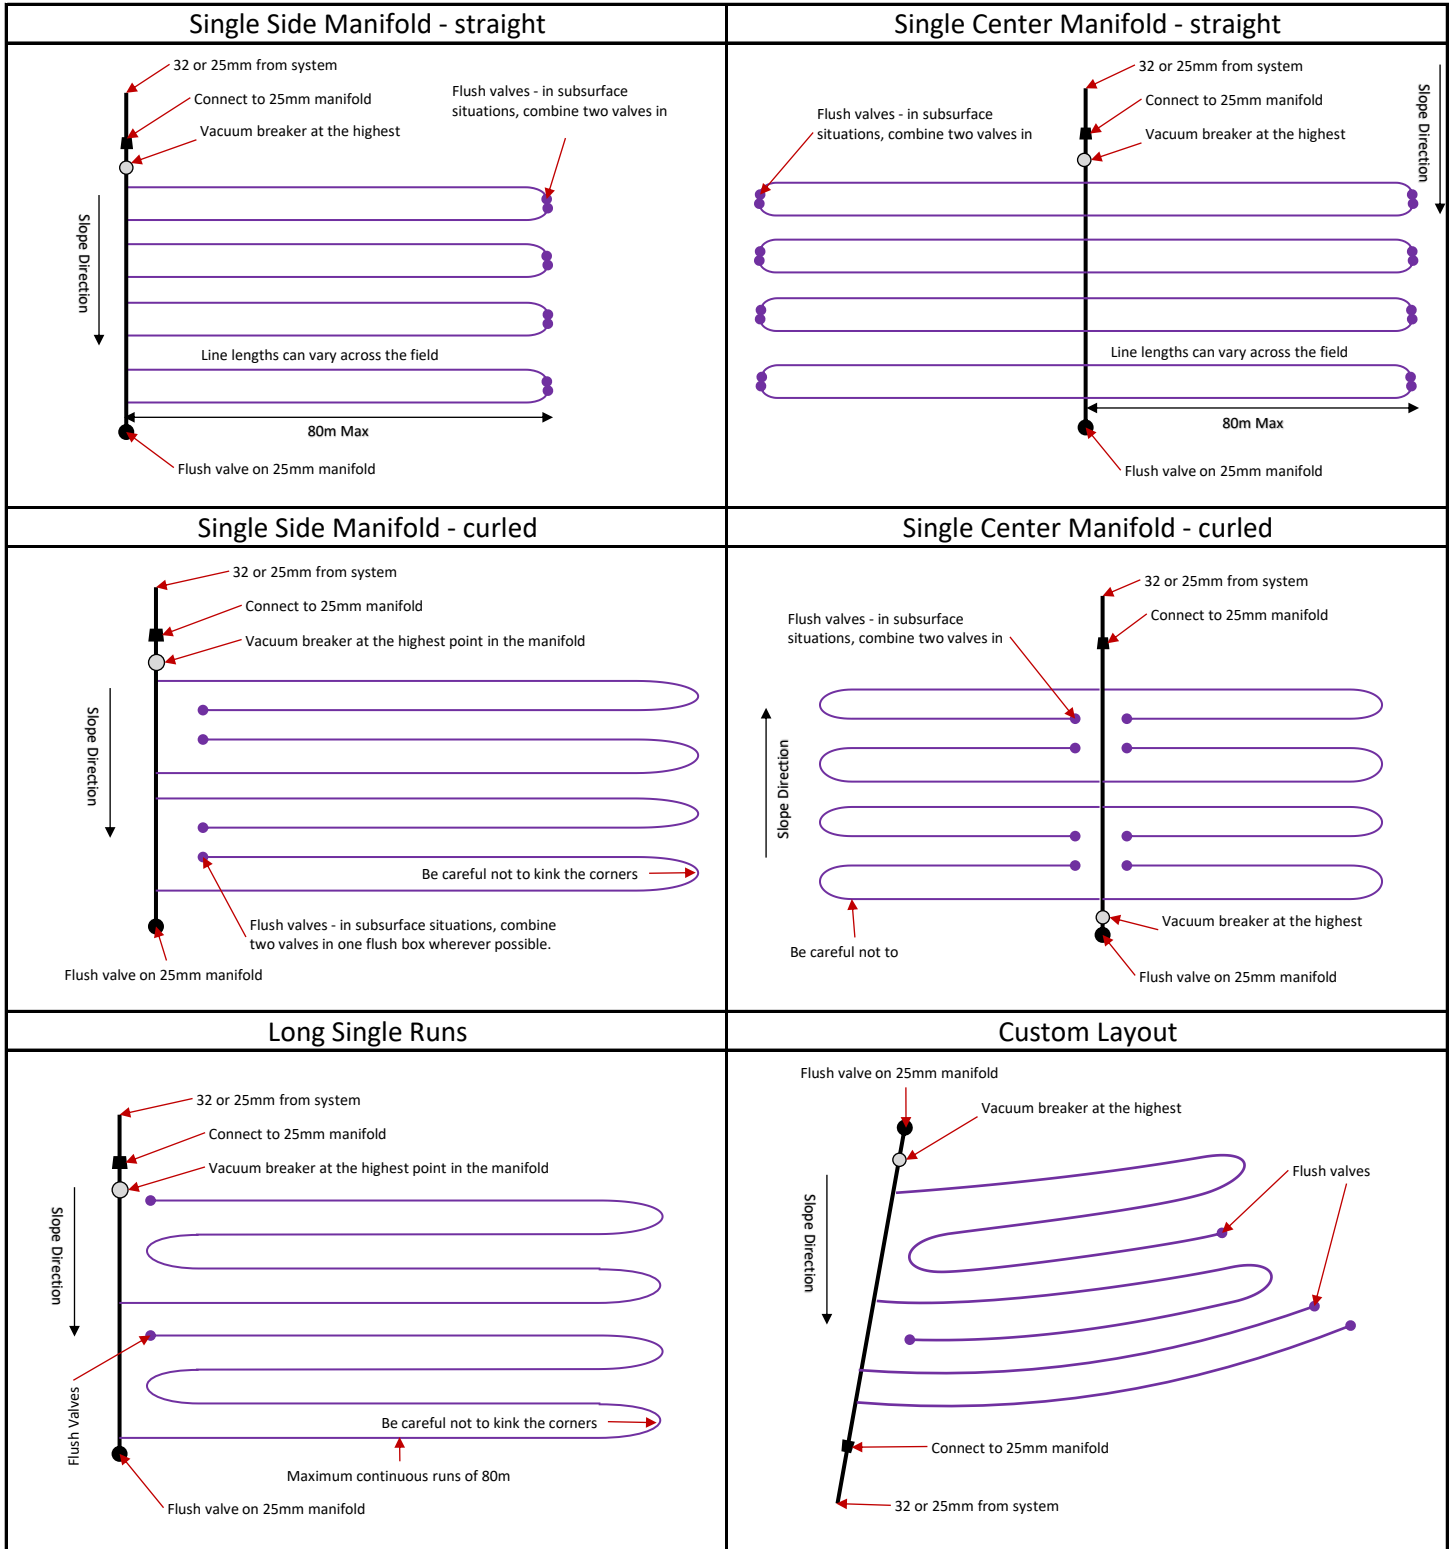 Single Side Manifold - straight
32 or 25mm from system
Connect to 25mm manifold
Vacuum breaker at the highest
Flush valves - in subsurface
situations, combine two valves in
Slope Direction
Line lengths can vary across the field
80m Max
Flush valve on 25mm manifold
Single Center Manifold - straight
32 or 25mm from system
Connect to 25mm manifold
Vacuum breaker at the highest
Flush valves - in subsurface
situations, combine two valves in
Slope Direction
Line lengths can vary across the field
80m Max
Flush valve on 25mm manifold
Single Side Manifold - curled
32 or 25mm from system
Connect to 25mm manifold
Vacuum breaker at the highest point in the manifold
Slope Direction
Be careful not to kink the corners
Flush valves - in subsurface situations, combine
two valves in one flush box wherever possible.
Flush valve on 25mm manifold
Single Center Manifold - curled
32 or 25mm from system
Connect to 25mm manifold
Flush valves - in subsurface
situations, combine two valves in
Slope Direction
Vacuum breaker at the highest
Be careful not to
Flush valve on 25mm manifold
Long Single Runs
32 or 25mm from system
Connect to 25mm manifold
Vacuum breaker at the highest point in the manifold
Slope Direction
Flush Valves
Be careful not to kink the corners
Maximum continuous runs of 80m
Flush valve on 25mm manifold
Custom Layout
Flush valve on 25mm manifold
Vacuum breaker at the highest
Flush valves
Slope Direction
Connect to 25mm manifold
32 or 25mm from system